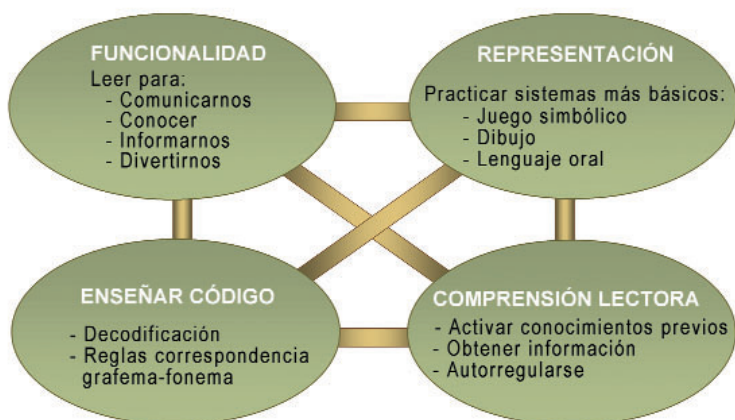 FUNCIONALIDAD
Leer para:
- Comunicarnos
- Conocer
- Informarnos
- Divertirnos
REPRESENTACIÓN
Practicar sistemas más básicos:
- Juego simbólico
- Dibujo
- Lenguaje oral
ENSEÑAR CÓDIGO
- Decodificación
- Reglas correspondencia
grafema-fonema
COMPRENSIÓN LECTORA
- Activar conocimientos previos
- Obtener información
- Autorregularse